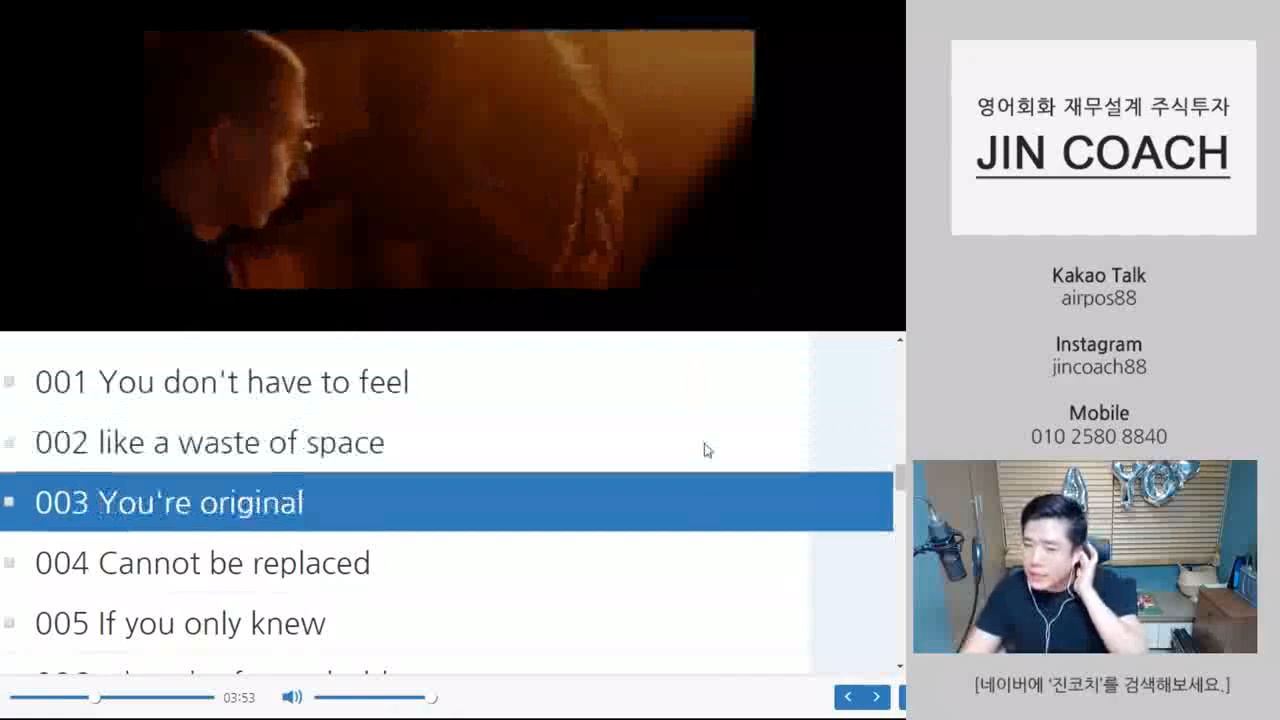 001 You don't have to feel
002 like a waste of space
003 You're original
004 Cannot be replaced
005 If you only knew
03:53
영어회화 재무설계 주식투자
JIN COACH
Kakao Talk
airpos88
Instagram
jincoach88
Mobile
010 2580 8840
[네이버에 '진코치'를 검색해보세요.]